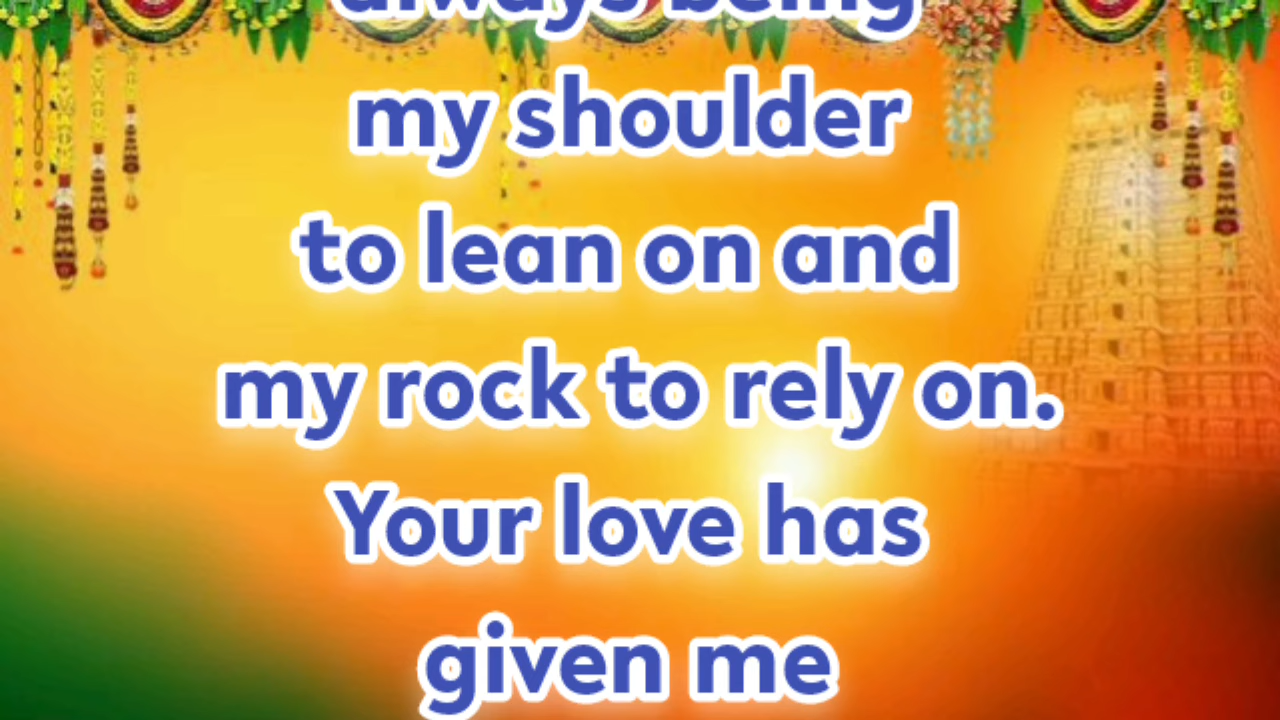 always being
my shoulder
to lean on and
my rock to rely on.
Your love has
given me